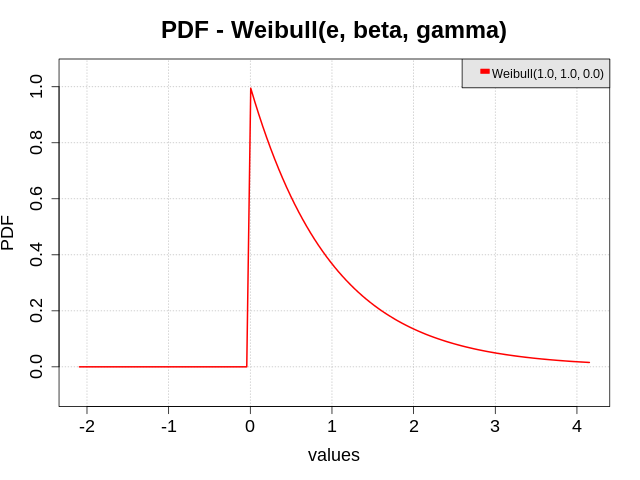 PDF - Weibull(e, beta, gamma)
Weibull(1.0, 1.0, 0.0)
1.0
0.8
0.6
0.4
0.2
0.0
PDF
-2 -1 0 1 2 3 4
values